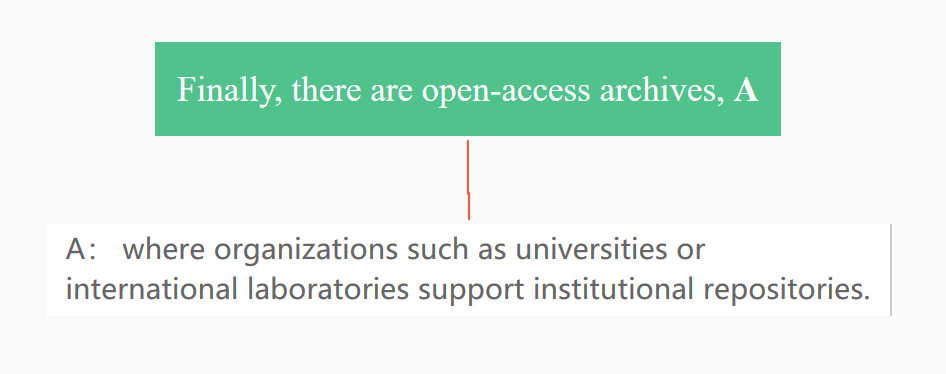 Finally, there are open-access archives, A
A： where organizations such as universities or
international laboratories support institutional repositories.